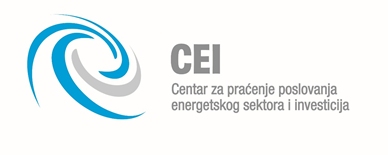 CEI
Centar za praćenje poslovanja
energetskog sektora i investicija